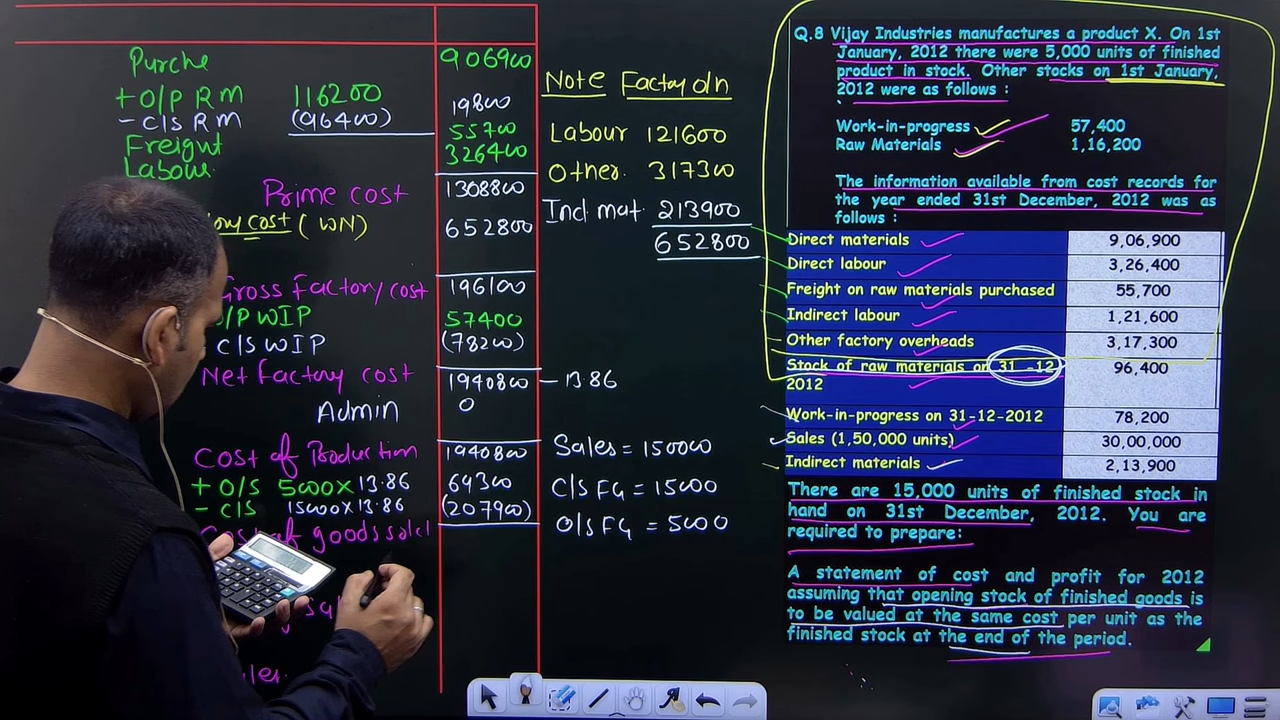 Purche 906900
+O/P RM 116200 19800
- C/S RM (96400)
Freight 55700
Labour 326400
Prime cost 1308800
cost (WN) 652800
Gross Factory cost 196100
O/P WIP 57400
C/S WIP (78200)
Net Factory cost 1940800 - 13.86
Admin 0
Cost of Production 1940800
+ O/S 5000 x 13.86 69300
- C/S 15000 x 13.86 (207900)
Cost of goods sold
Note Factory o/n
Labour 121600
Other. 317300
Ind mat. 213900
652800
Sales = 150000
C/S FG = 15000
O/S FG = 5000
Q.8 Vijay Industries manufactures a product X. On 1st
January, 2012 there were 5,000 units of finished
product in stock. Other stocks on 1st January,
2012 were as follows :
Work-in-progress 57,400
Raw Materials 1,16,200
The information available from cost records for
the year ended 31st December, 2012 was as
follows :
Direct materials 9,06,900
Direct labour 3,26,400
Freight on raw materials purchased 55,700
Indirect labour 1,21,600
Other factory overheads 3,17,300
Stock of raw materials on 31 -12 96,400
2012
Work-in-progress on 31-12-2012 78,200
Sales (1,50,000 units) 30,00,000
Indirect materials 2,13,900
There are 15,000 units of finished stock in
hand on 31st December, 2012. You are
required to prepare:
A statement of cost and profit for 2012
assuming that opening stock of finished goods is
to be valued at the same cost per unit as the
finished stock at the end of the period.